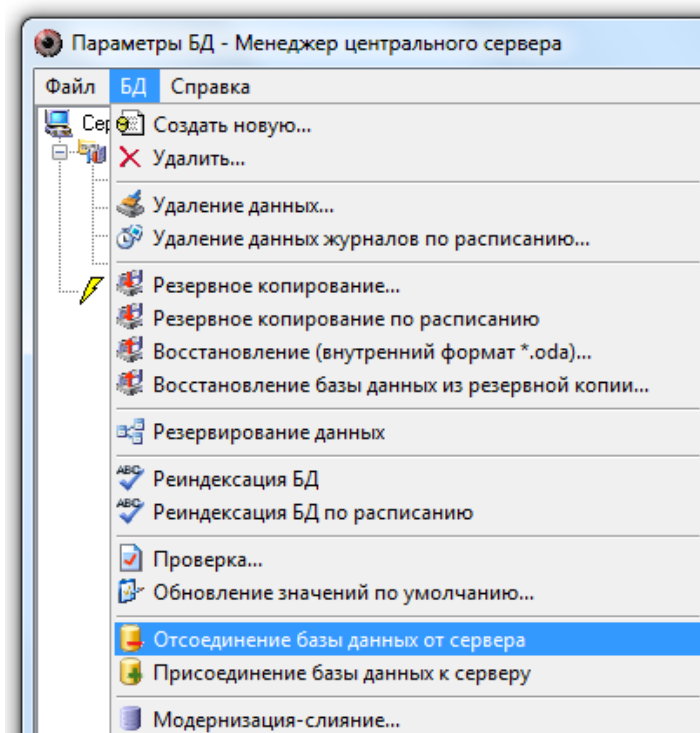 Параметры БД - Менеджер центрального сервера
Файл БД Справка
Сер
Создать новую...
Удалить...
Удаление данных...
Удаление данных журналов по расписанию...
Резервное копирование...
Резервное копирование по расписанию
Восстановление (внутренний формат *.oda)...
Восстановление базы данных из резервной копии...
Резервирование данных
ABC Реиндексация БД
ABC Реиндексация БД по расписанию
Проверка...
Обновление значений по умолчанию...
Отсоединение базы данных от сервера
Присоединение базы данных к серверу
Модернизация-слияние...